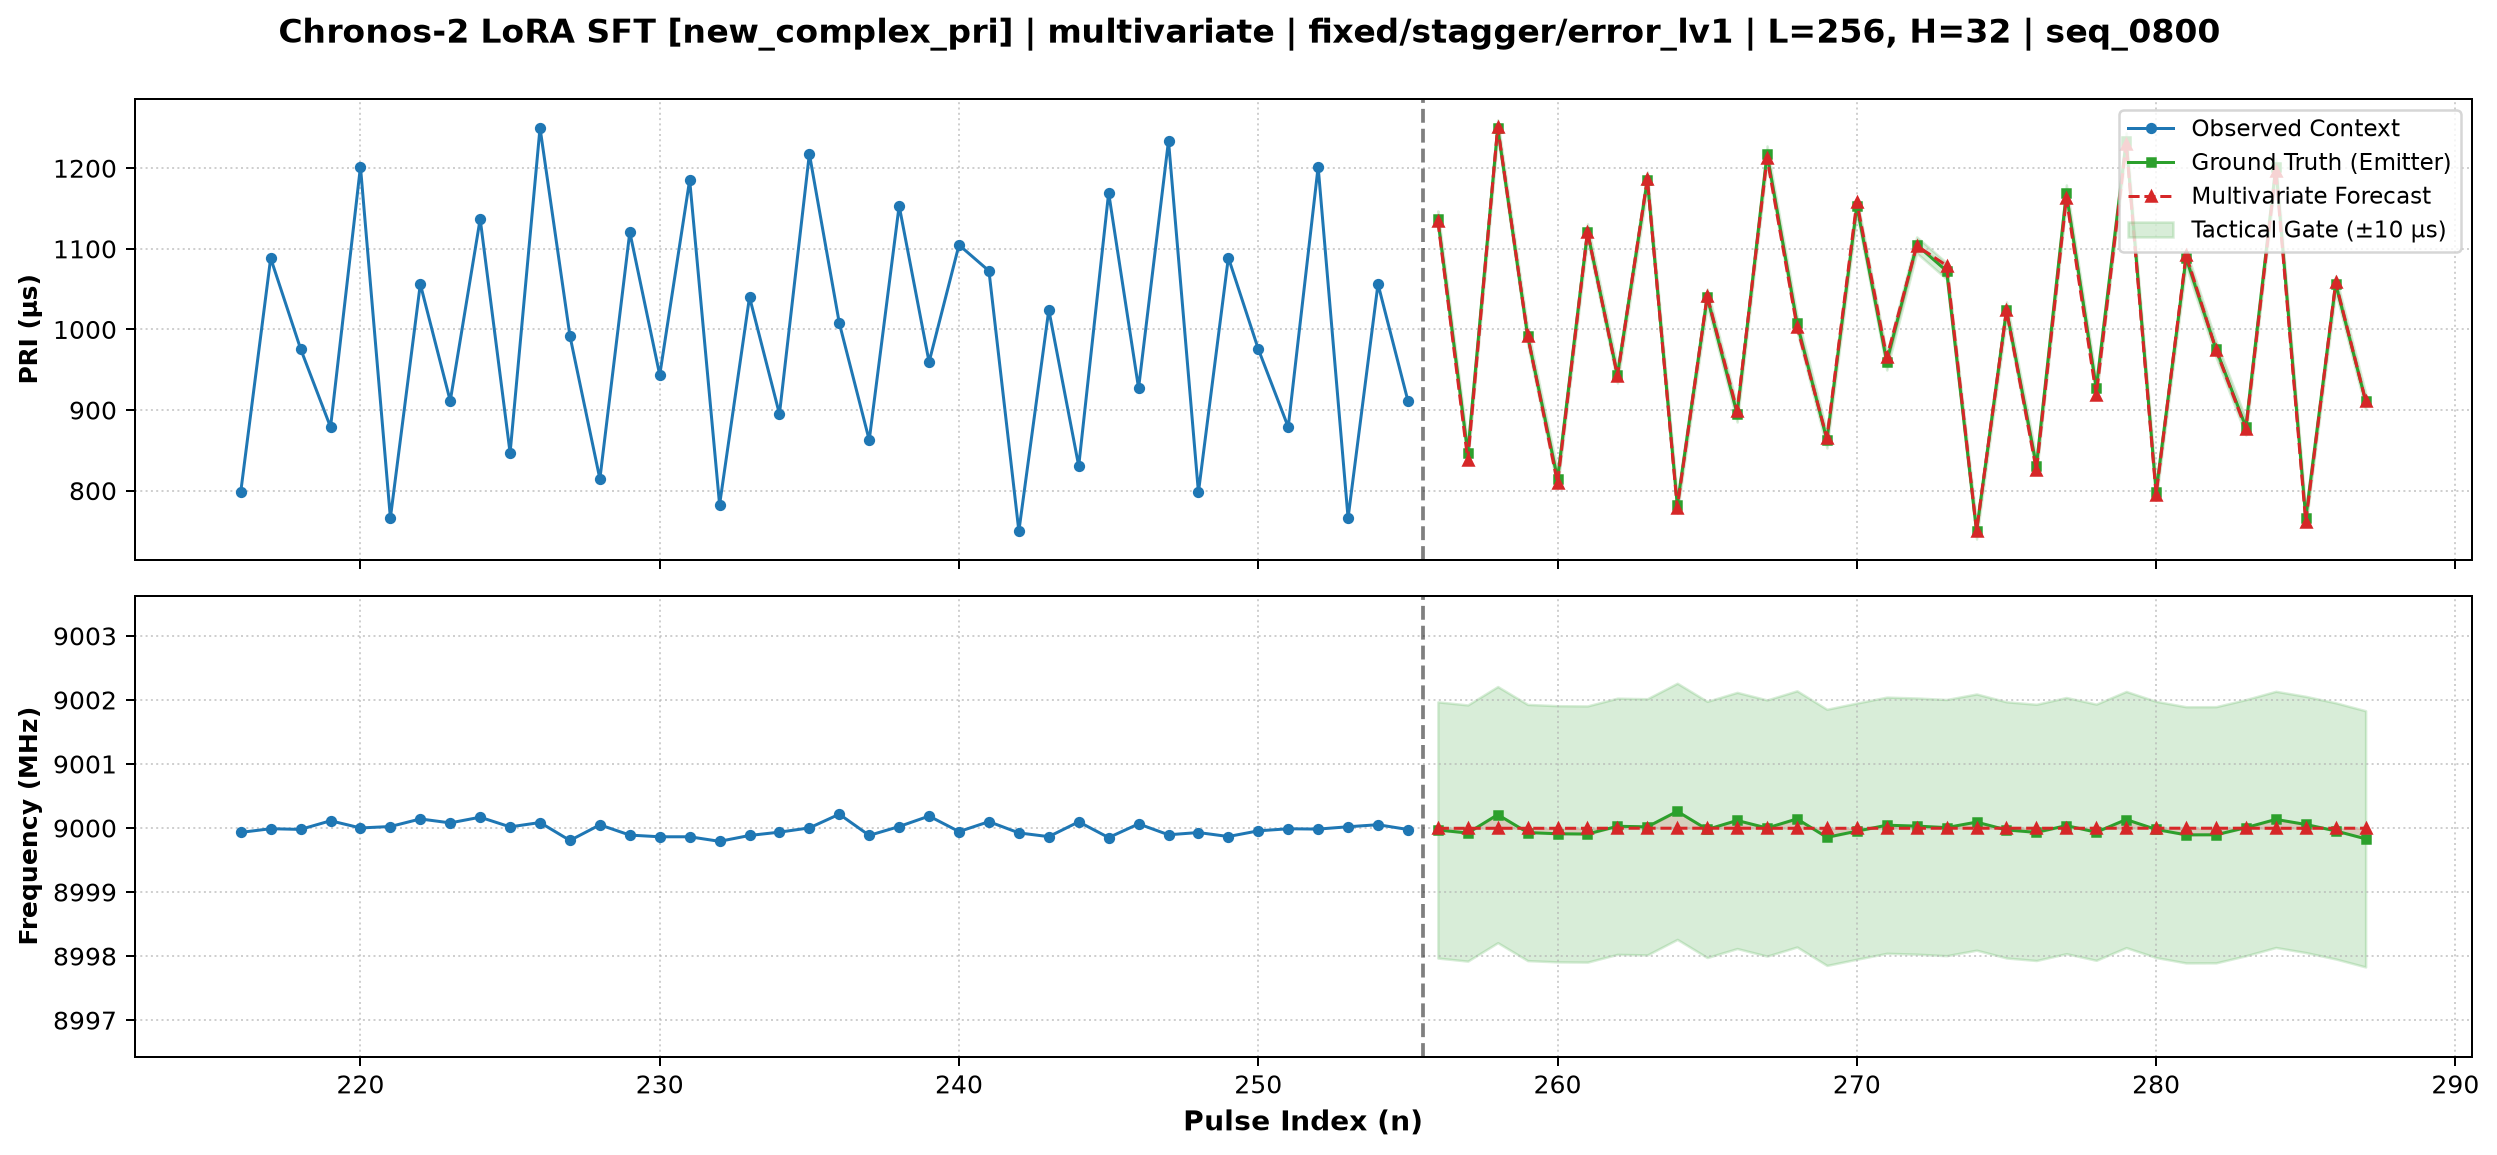 Chronos-2 LoRA SFT [new_complex_pri] | multivariate | fixed/stagger/error_lv1 | L=256, H=32 | seq_0800
PRI (µs)
1200
1100
1000
900
800
Observed Context
Ground Truth (Emitter)
Multivariate Forecast
Tactical Gate (±10 µs)
Frequency (MHz)
9003
9002
9001
9000
8999
8998
8997
220 230 240 250 260 270 280 290
Pulse Index (n)